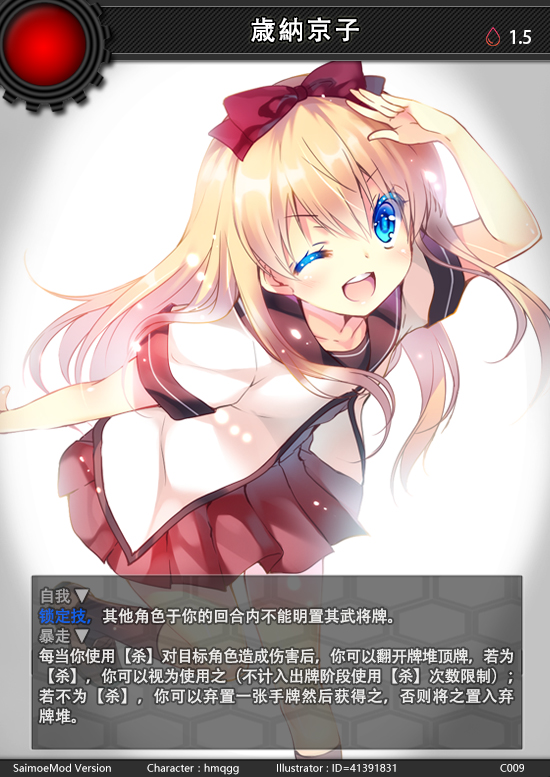 歳納京子
1.5
自我▼
锁定技，其他角色于你的回合内不能明置其武将牌。
暴走▼
每当你使用【杀】对目标角色造成伤害后，你可以翻开牌堆顶牌，若为
【杀】，你可以视为使用之（不计入出牌阶段使用【杀】次数限制）；
若不为【杀】，你可以弃置一张手牌然后获得之，否则将之置入弃
牌堆。
SaimoeMod Version Character : hmqgg Illustrator : ID=41391831 C009